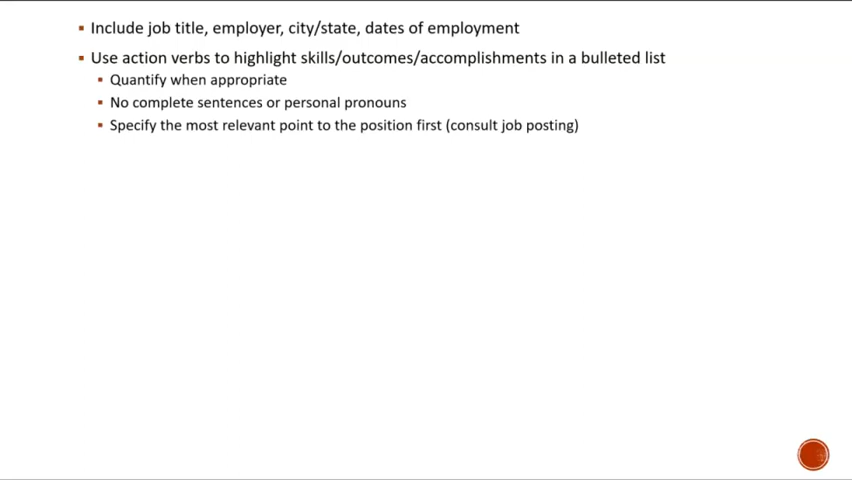 Include job title, employer, city/state, dates of employment
Use action verbs to highlight skills/outcomes/accomplishments in a bulleted list
Quantify when appropriate
No complete sentences or personal pronouns
Specify the most relevant point to the position first (consult job posting)